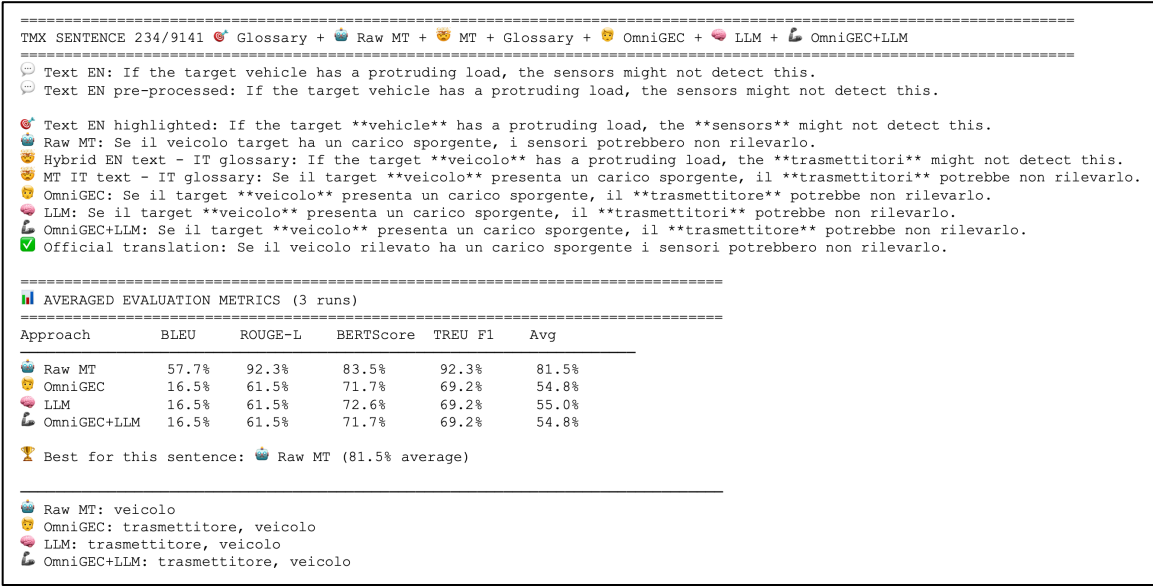 ================================================================================
TMX SENTENCE 234/9141 🎯 Glossary + 🤖 Raw MT + 🤯 MT + Glossary + 🧑 OmniGEC + 🧠 LLM + 🦾 OmniGEC+LLM
================================================================================
💬 Text EN: If the target vehicle has a protruding load, the sensors might not detect this.
💬 Text EN pre-processed: If the target vehicle has a protruding load, the sensors might not detect this.
🎯 Text EN highlighted: If the target **vehicle** has a protruding load, the **sensors** might not detect this.
🤖 Raw MT: Se il veicolo target ha un carico sporgente, i sensori potrebbero non rilevarlo.
🤯 Hybrid EN text - IT glossary: If the target **veicolo** has a protruding load, the **trasmettitori** might not detect this.
🤯 MT IT text - IT glossary: Se il target **veicolo** presenta un carico sporgente, il **trasmettitori** potrebbe non rilevarlo.
🧑 OmniGEC: Se il target **veicolo** presenta un carico sporgente, il **trasmettitore** potrebbe non rilevarlo.
🧠 LLM: Se il target **veicolo** presenta un carico sporgente, il **trasmettitori** potrebbe non rilevarlo.
🦾 OmniGEC+LLM: Se il target **veicolo** presenta un carico sporgente, il **trasmettitore** potrebbe non rilevarlo.
✅ Official translation: Se il veicolo rilevato ha un carico sporgente i sensori potrebbero non rilevarlo.
================================================================================
📊 AVERAGED EVALUATION METRICS (3 runs)
================================================================================
Approach BLEU ROUGE-L BERTScore TREU F1 Avg
🤖 Raw MT 57.7% 92.3% 83.5% 92.3% 81.5%
🧑 OmniGEC 16.5% 61.5% 71.7% 69.2% 54.8%
🧠 LLM 16.5% 61.5% 72.6% 69.2% 55.0%
🦾 OmniGEC+LLM 16.5% 61.5% 71.7% 69.2% 54.8%
🏆 Best for this sentence: 🤖 Raw MT (81.5% average)
🤖 Raw MT: veicolo
🧑 OmniGEC: trasmettitore, veicolo
🧠 LLM: trasmettitore, veicolo
🦾 OmniGEC+LLM: trasmettitore, veicolo